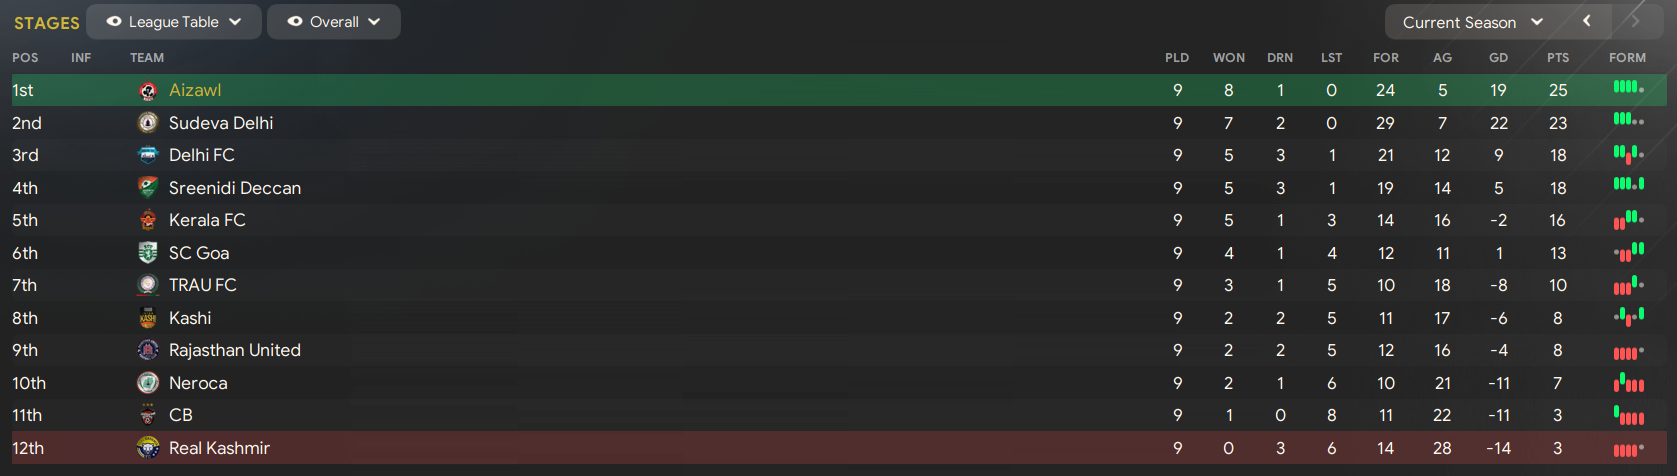 STAGES League Table Overall Current Season
POS INF TEAM PLD WON DRN LST FOR AG GD PTS FORM
1st Aizawl 9 8 1 0 24 5 19 25
2nd Sudeva Delhi 9 7 2 0 29 7 22 23
3rd Delhi FC 9 5 3 1 21 12 9 18
4th Sreenidi Deccan 9 5 3 1 19 14 5 18
5th Kerala FC 9 5 1 3 14 16 -2 16
6th SC Goa 9 4 1 4 12 11 1 13
7th TRAU FC 9 3 1 5 10 18 -8 10
8th Kashi 9 2 2 5 11 17 -6 8
9th Rajasthan United 9 2 2 5 12 16 -4 8
10th Neroca 9 2 1 6 10 21 -11 7
11th CB 9 1 0 8 11 22 -11 3
12th Real Kashmir 9 0 3 6 14 28 -14 3